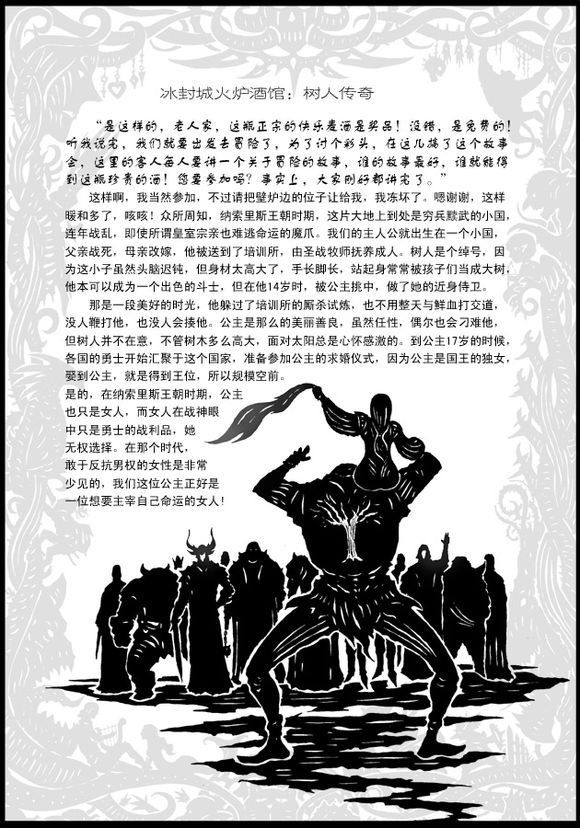 冰封城火炉酒馆：树人传奇
“是这样的，老人家，这瓶正宗的快乐麦酒是奖品！没错，是免费的！
听我说完，我们就要出发去冒险了，为了讨个彩头，在这儿搞了这个故事
会，这里的客人每人要讲一个关于冒险的故事，谁的故事最好，谁就能得
到这瓶珍贵的酒！您要参加吗？事实上，大家刚好都讲完了。”
这样啊，我当然参加，不过请把壁炉边的位子让给我，我冻坏了。嗯谢谢，这样
暖和多了，咳咳！众所周知，纳索里斯王朝时期，这片大地上到处是穷兵黩武的小国，
连年战乱，即使所谓皇室宗亲也难逃命运的魔爪。我们的主人公就出生在一个小国，
父亲战死，母亲改嫁，他被送到了培训所，由圣战牧师抚养成人。树人是个绰号，因
为这小子虽然头脑迟钝，但身材太高大了，手长脚长，站起身常常被孩子们当成大树，
他本可以成为一个出色的斗士，但在他14岁时，被公主挑中，做了她的近身侍卫。
那是一段美好的时光，他躲过了培训所的厮杀试炼，也不用整天与鲜血打交道，
没人鞭打他，也没人会揍他。公主是那么的美丽善良，虽然任性，偶尔也会刁难他，
但树人并不在意，不管树木多么高大，面对太阳总是心怀感激的。到公主17岁的时候，
各国的勇士开始汇聚于这个国家，准备参加公主的求婚仪式，因为公主是国王的独女，
娶到公主，就是得到王位，所以规模空前。
是的，在纳索里斯王朝时期，公主
也只是女人，而女人在战神眼
中只是勇士的战利品，她
无权选择。在那个时代，
敢于反抗男权的女性是非常
少见的，我们这位公主正好是
一位想要主宰自己命运的女人！